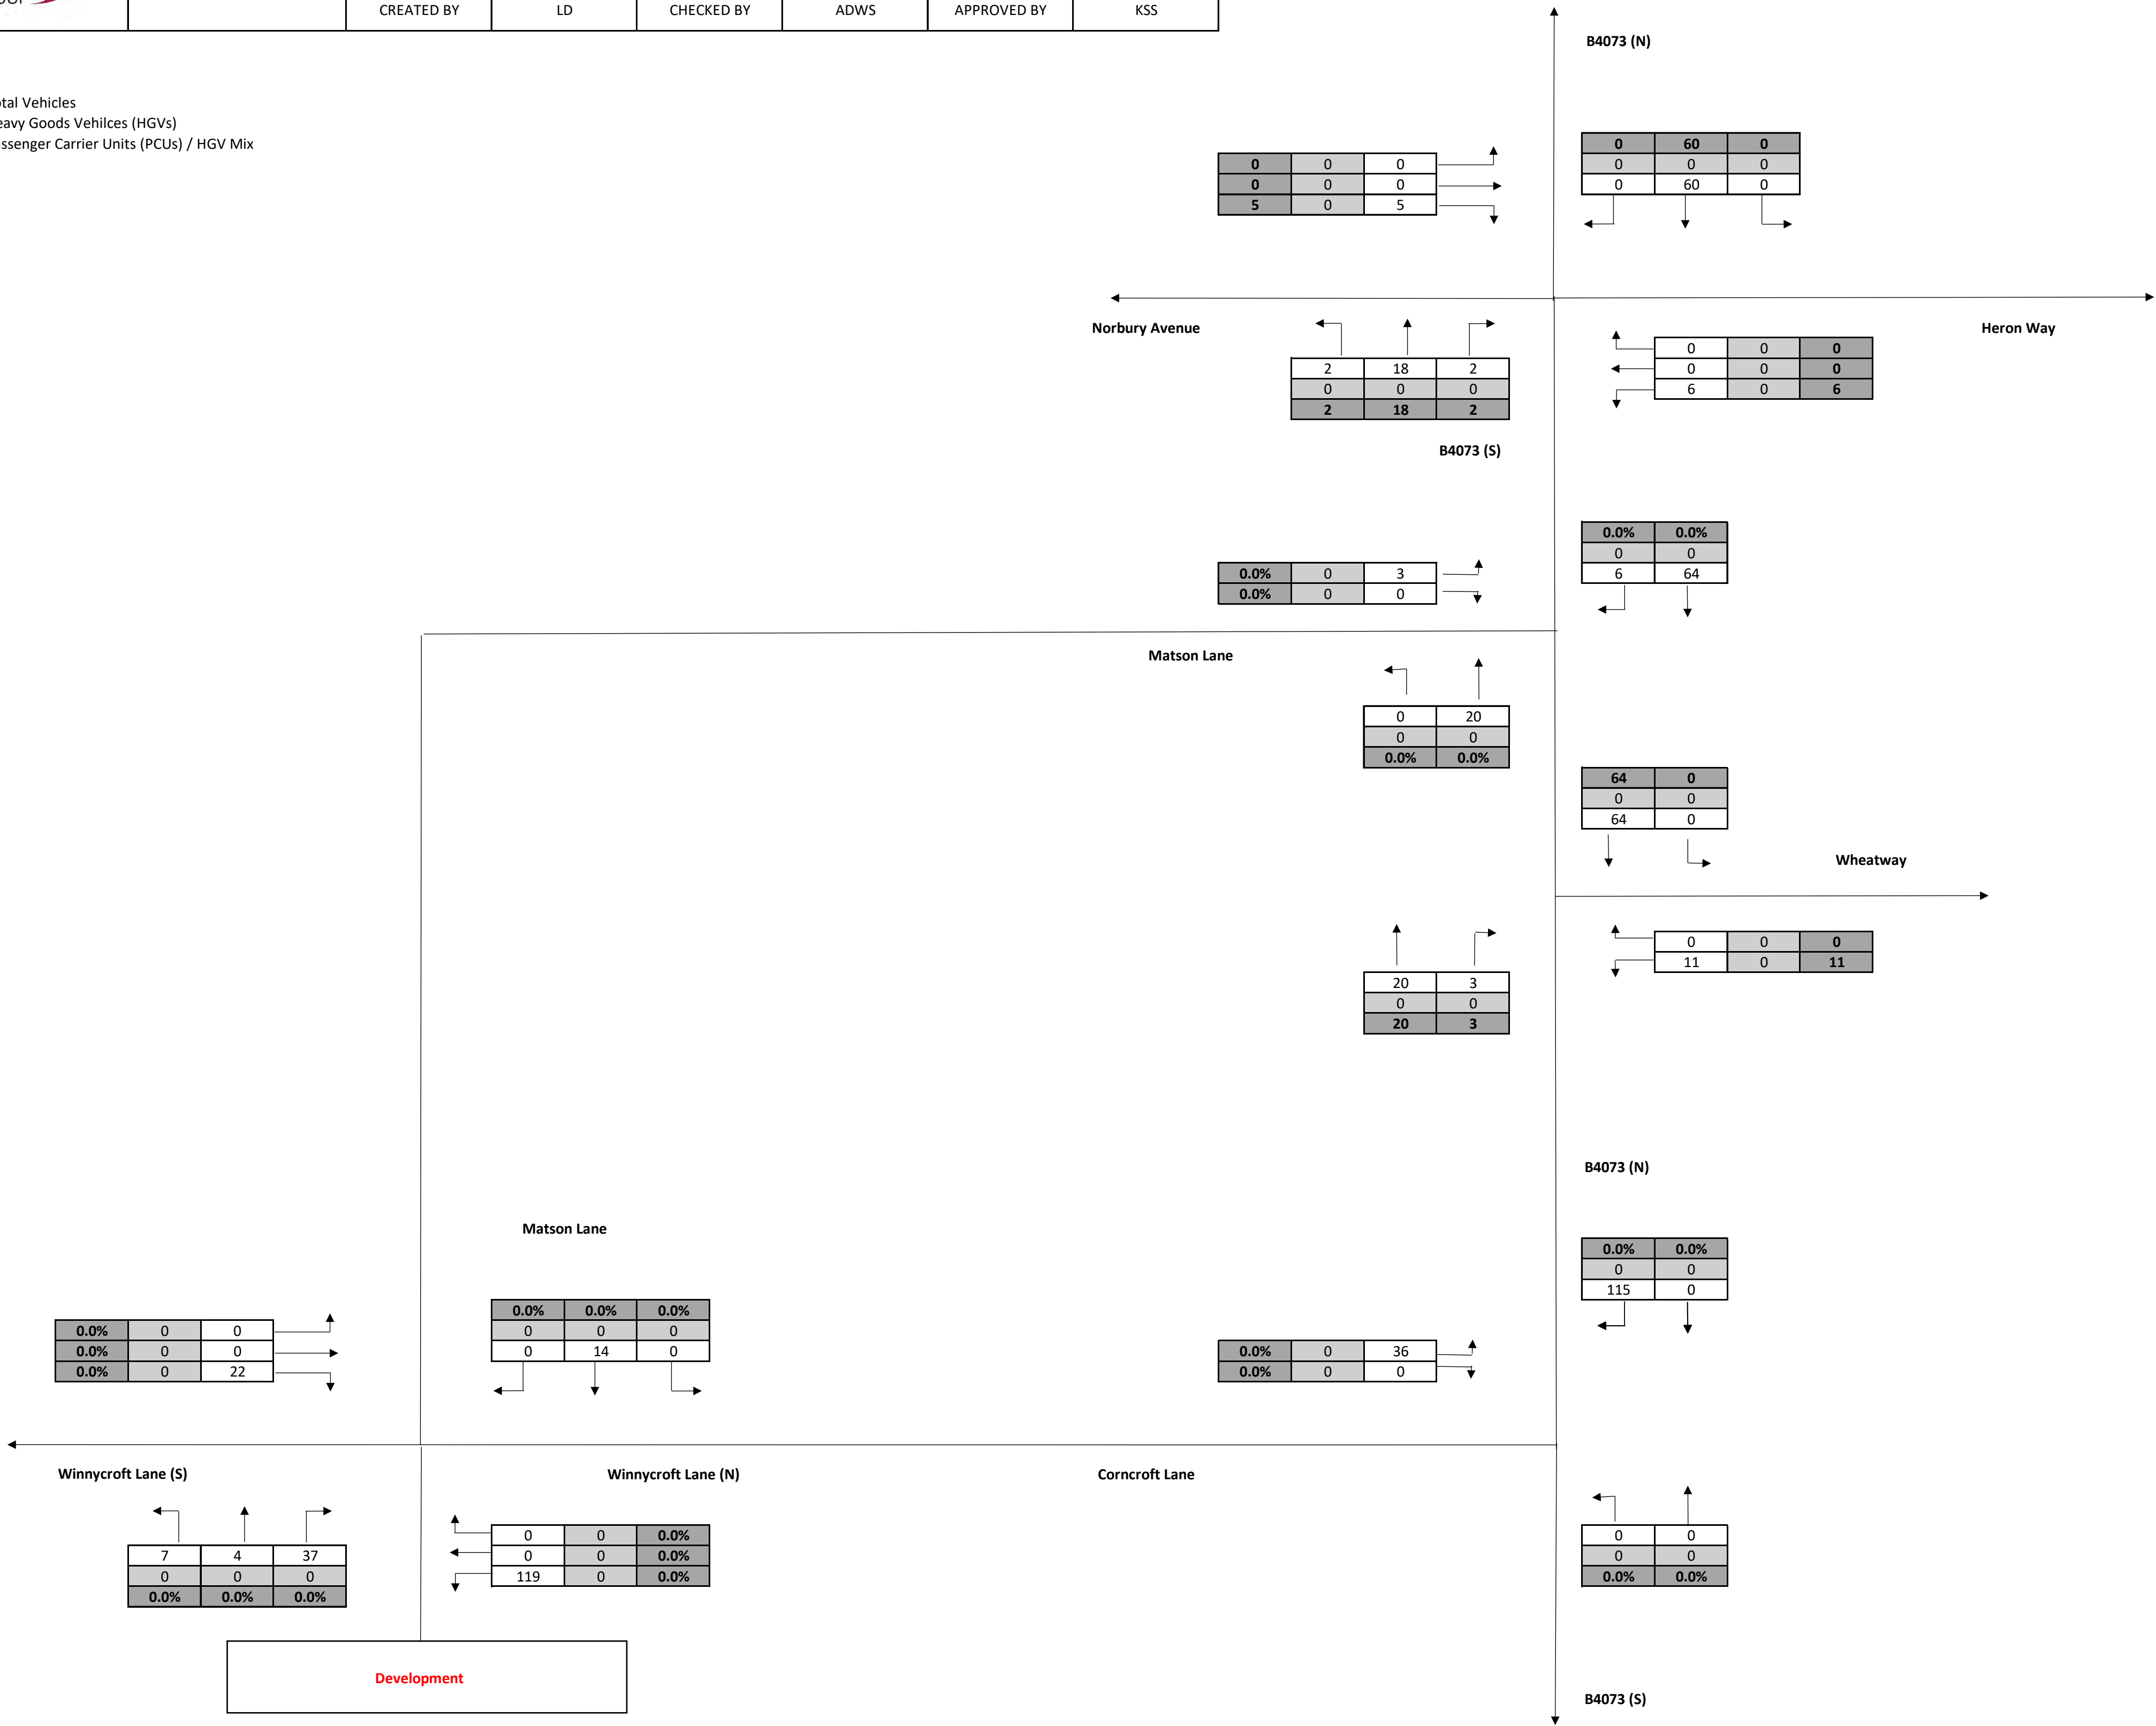 CREATED BY LD CHECKED BY ADWS APPROVED BY KSS
B4073 (N)
Vehicles
Goods Vehilces (HGVs)
Carrier Units (PCUs) / HGV Mix
0 60 0
0 0 0
0 60 0
0 0 0
0 0 0
5 0 5
Norbury Avenue
Heron Way
2 18 2
0 0 0
2 18 2
0 0 0
0 0 0
6 0 6
B4073 (S)
0.0% 0.0%
0 0
6 64
0.0% 0 3
0.0% 0 0
Matson Lane
0 20
0 0
0.0% 0.0%
64 0
0 0
64 0
Wheatway
20 3
0 0
20 3
0 0 0
11 0 11
B4073 (N)
Matson Lane
0.0% 0.0%
0 0
115 0
0.0% 0 0
0.0% 0 0
0.0% 0 22
0.0% 0.0% 0.0%
0 0 0
0 14 0
0.0% 0 36
0.0% 0 0
Winnycroft Lane (S)
Winnycroft Lane (N)
Corncroft Lane
7 4 37
0 0 0
0.0% 0.0% 0.0%
0 0 0.0%
0 0 0.0%
119 0 0.0%
0 0
0 0
0.0% 0.0%
Development
B4073 (S)